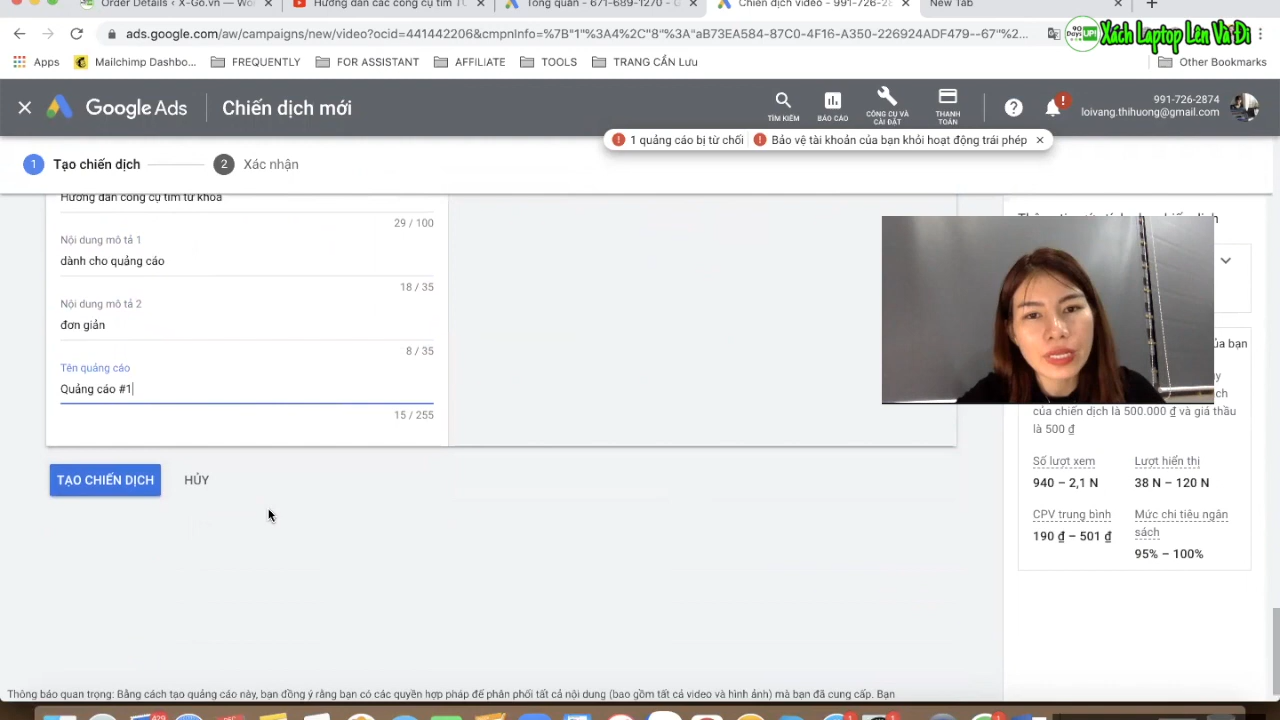 Order Details - X-Go.vn — Wor
Hướng dẫn các công cụ tìm TỪ
Tổng quan - 671-689-1270 - G
Chiến dịch video - 991-726-28
New Tab
ads.google.com/aw/campaigns/new/video?ocid=441442206&cmpnInfo=%7B"1"%3A4%2C"8"%3A"aB73EA584-87C0-4F16-A350-226924ADF479--67"%...
90 Days UP!
Xách Laptop Lên Và Đi
Apps
Mailchimp Dashbo...
FREQUENTLY
FOR ASSISTANT
AFFILIATE
TOOLS
TRANG CẦN Lưu
Other Bookmarks
Google Ads
Chiến dịch mới
TÌM KIẾM
BÁO CÁO
CÔNG CỤ VÀ CÀI ĐẶT
THANH TOÁN
991-726-2874
loivang.thihuong@gmail.com
1 quảng cáo bị từ chối
Bảo vệ tài khoản của bạn khỏi hoạt động trái phép
1 Tạo chiến dịch
2 Xác nhận
Hướng dẫn công cụ tìm từ khóa
29 / 100
Nội dung mô tả 1
dành cho quảng cáo
18 / 35
Nội dung mô tả 2
đơn giản
8 / 35
Tên quảng cáo
Quảng cáo #1
15 / 255
TẠO CHIẾN DỊCH
HỦY
của bạn
của chiến dịch là 500.000 ₫ và giá thầu
là 500 ₫
Số lượt xem
Lượt hiển thị
940 – 2,1 N
38 N – 120 N
CPV trung bình
Mức chi tiêu ngân sách
190 ₫ – 501 ₫
95% – 100%
Thông báo quan trọng: Bằng cách tạo quảng cáo này, bạn đồng ý rằng bạn có các quyền hợp pháp để phân phối tất cả nội dung (bao gồm tất cả video và hình ảnh) mà bạn đã cung cấp. Bạn